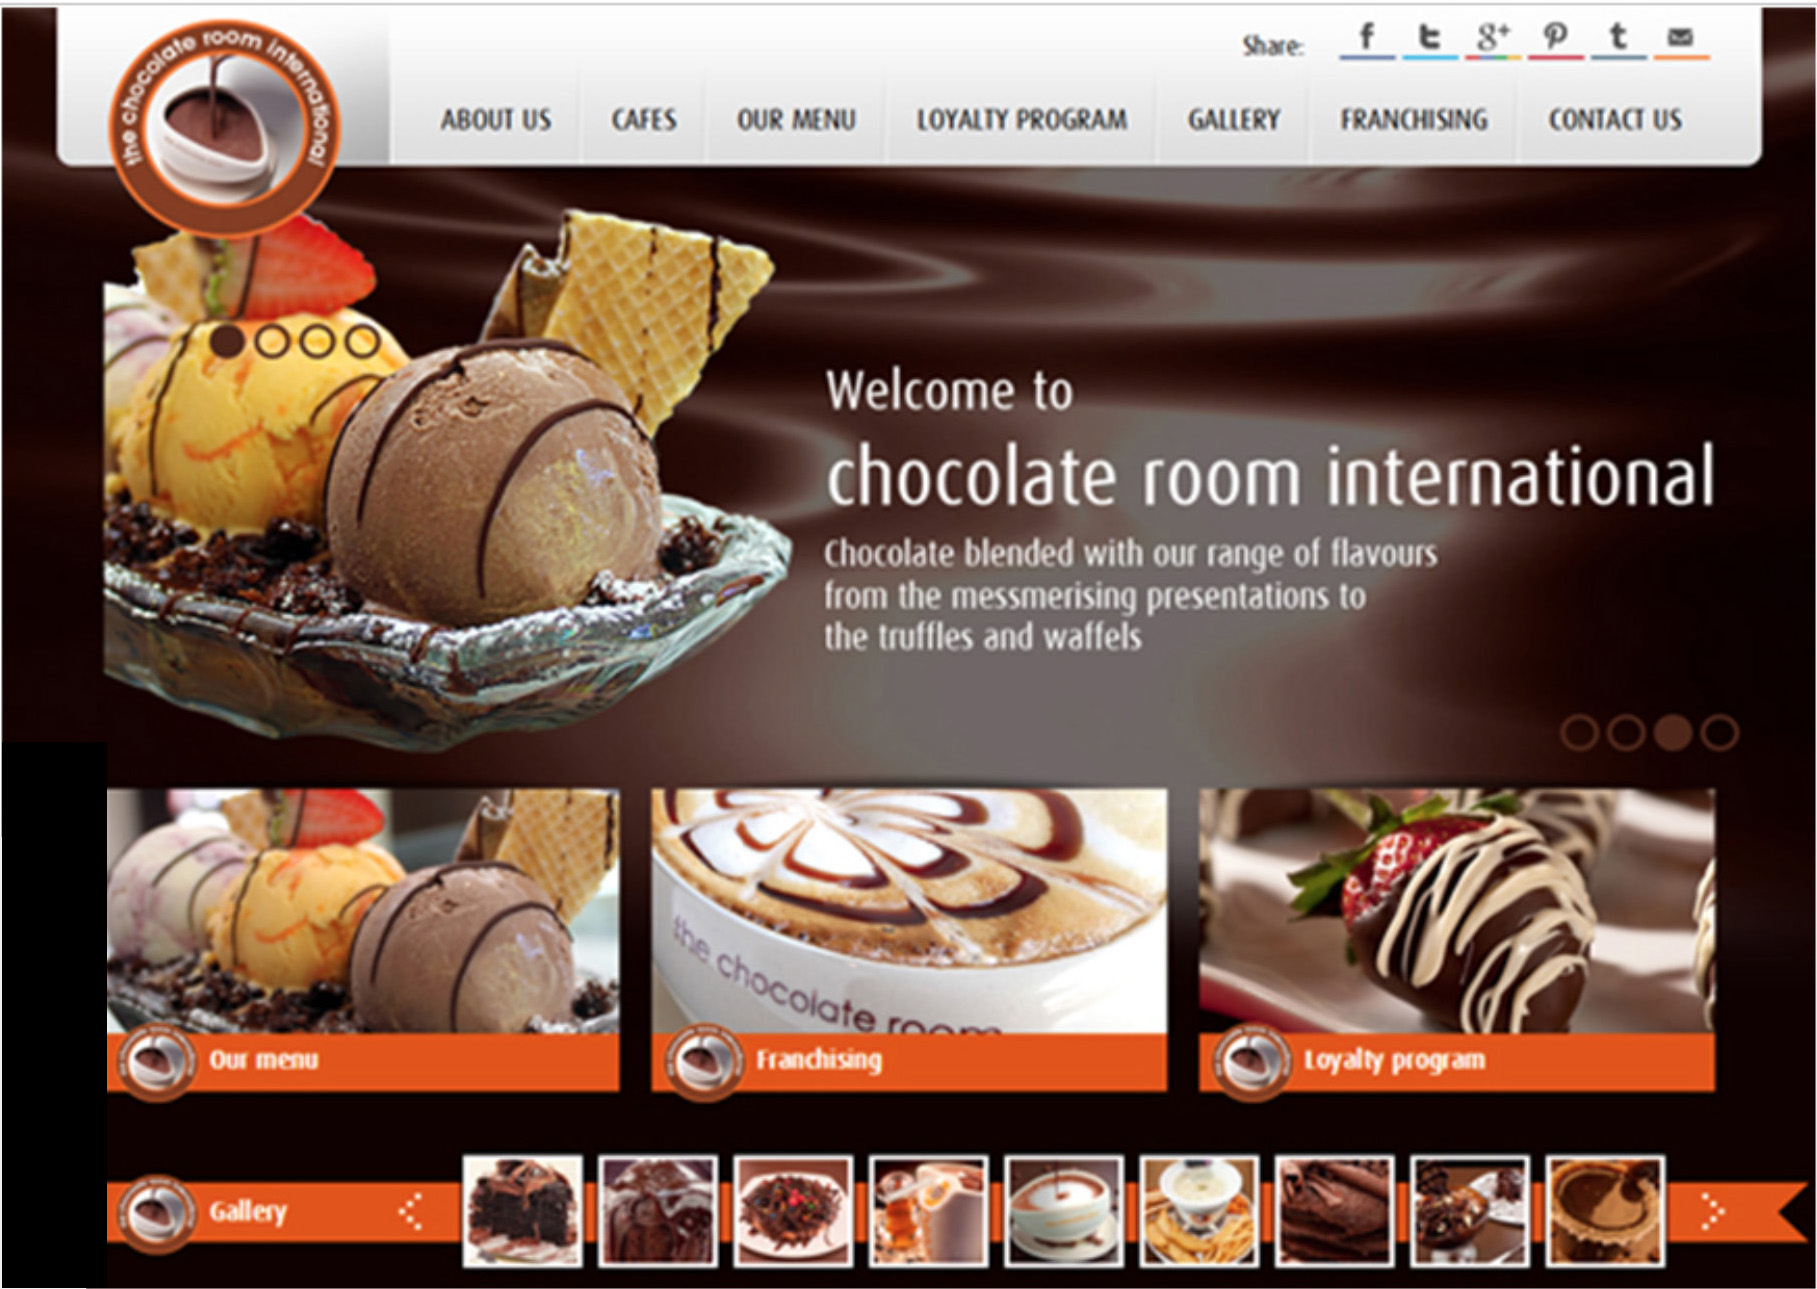 the chocolate room international
Share:
ABOUT US CAFES OUR MENU LOYALTY PROGRAM GALLERY FRANCHISING CONTACT US
Welcome to
chocolate room international
Chocolate blended with our range of flavours
from the messmerising presentations to
the truffles and waffels
the chocolate room
Our menu
Franchising
Loyalty program
Gallery